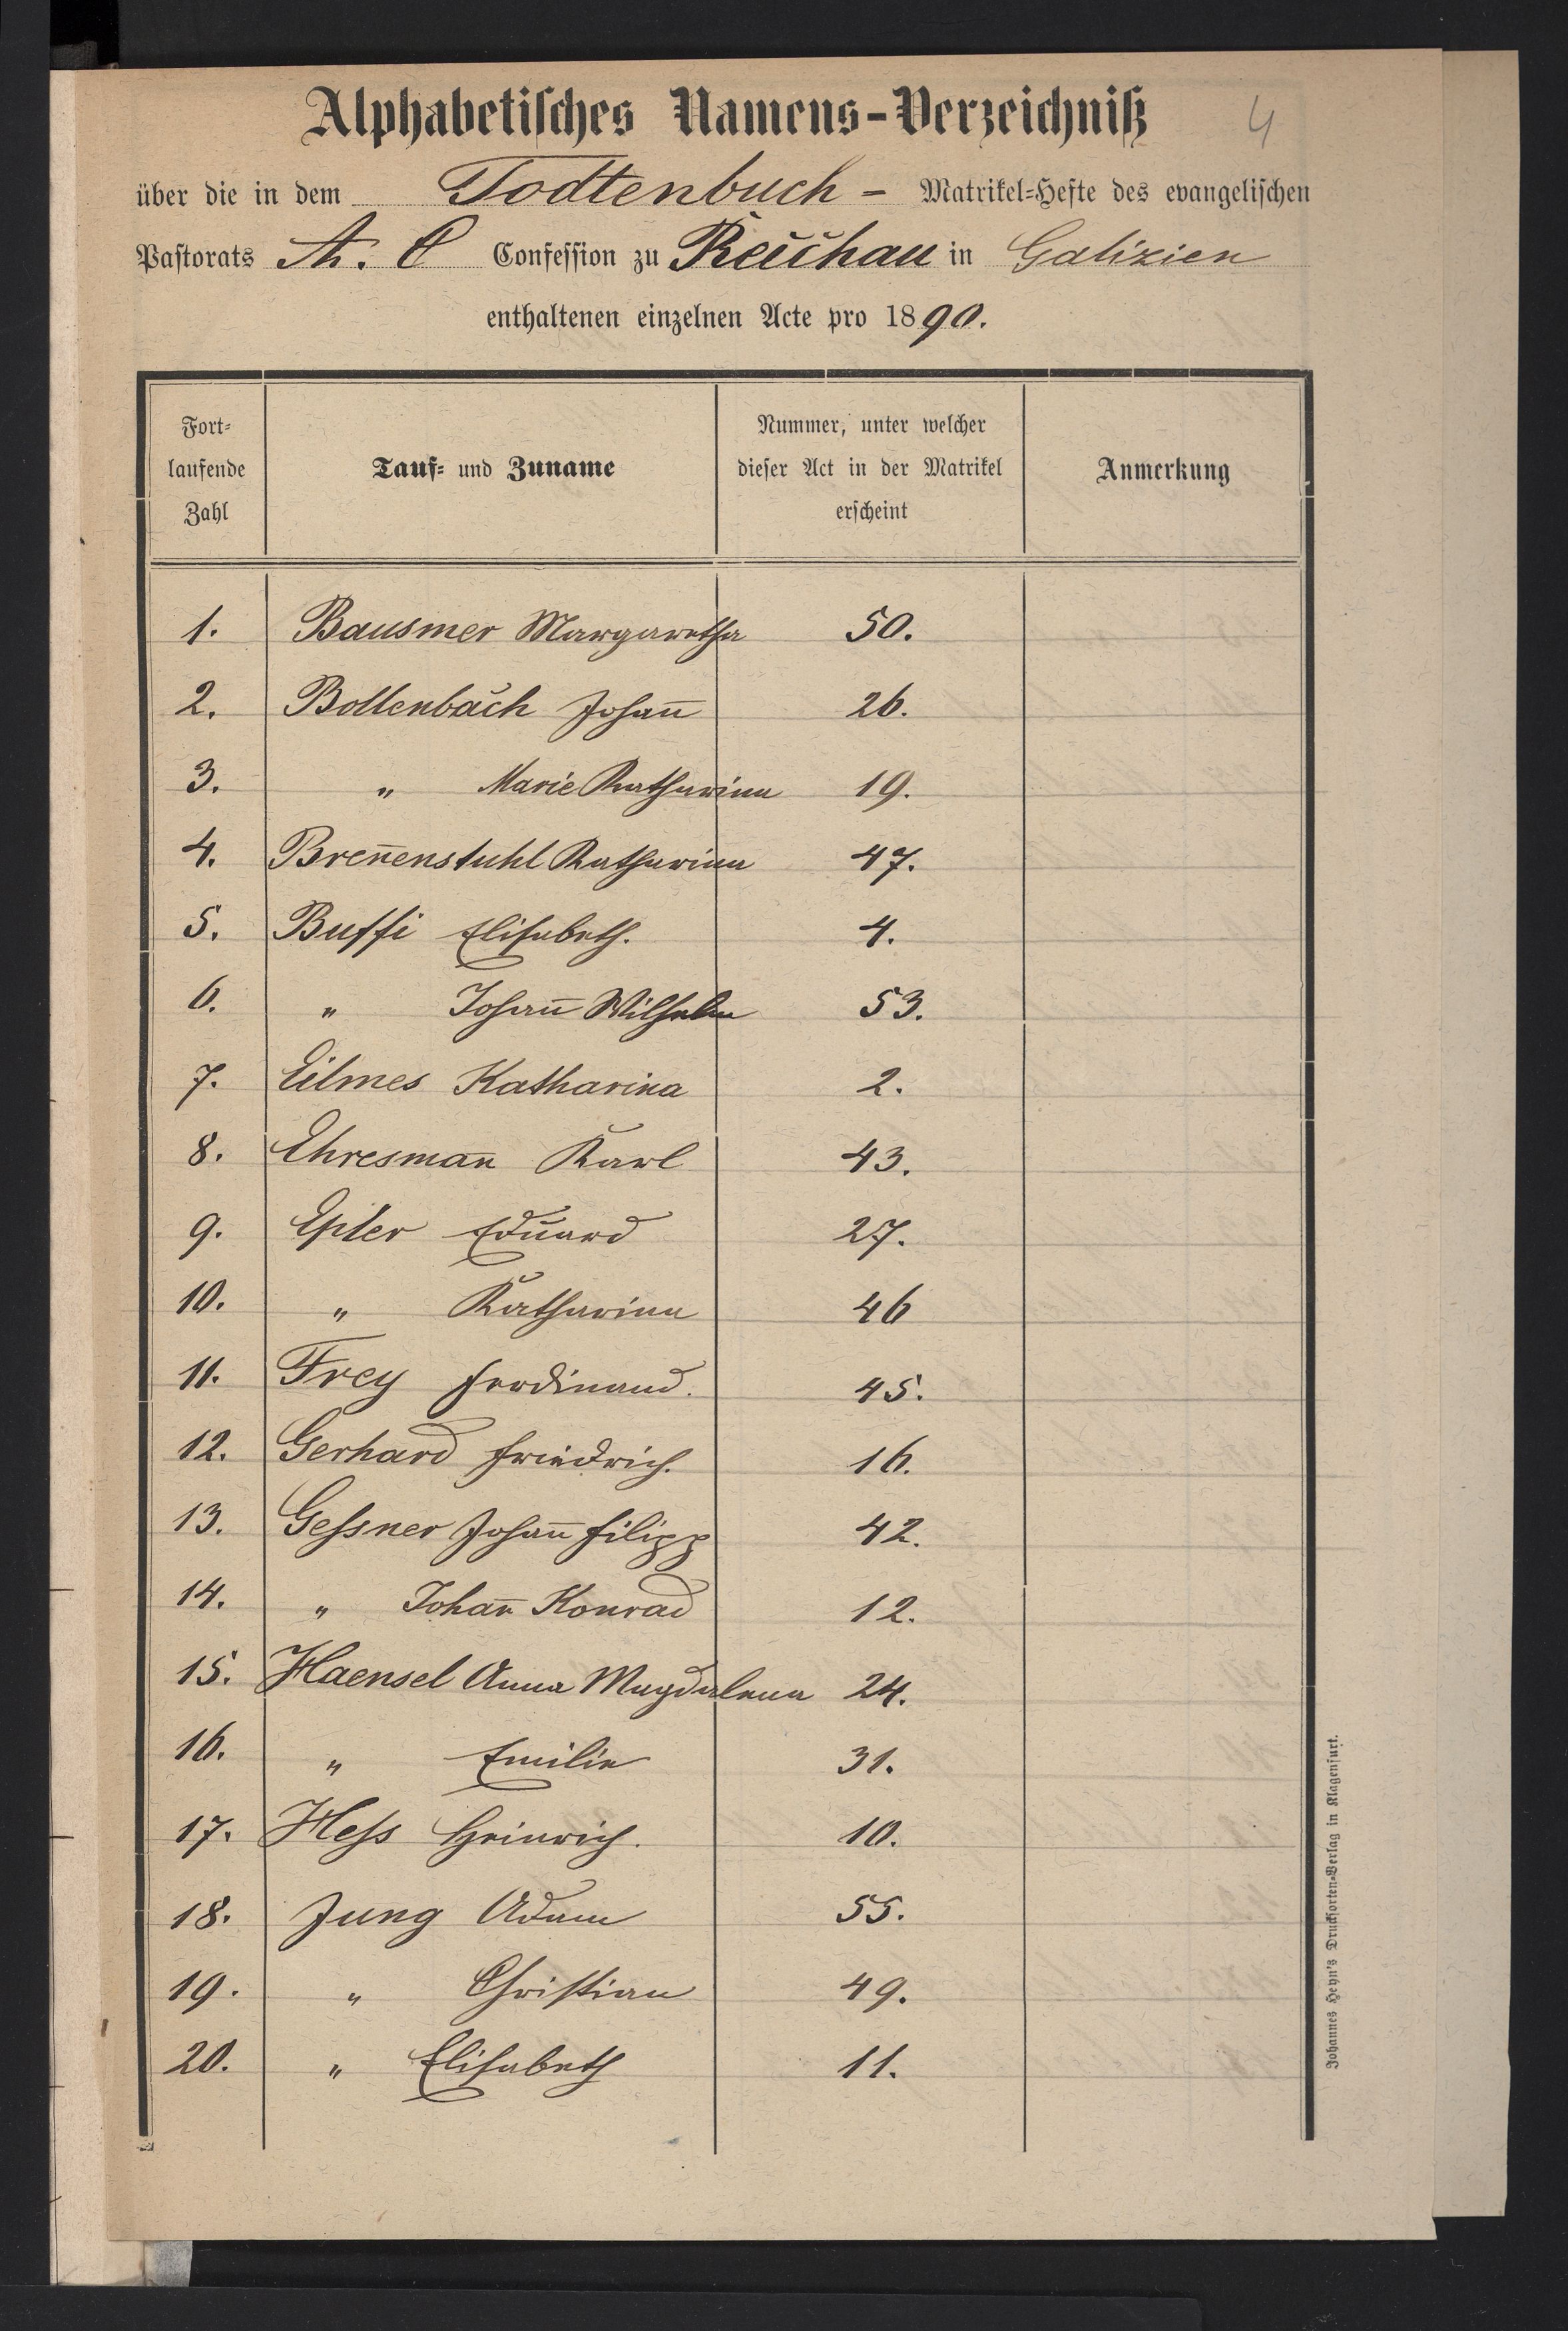 Alphabetisches Namens-Verzeichniß
4
über die in dem Todtenbuch - Matrikel-Hefte des evangelischen
Pastorats A. C Confession zu Reichau in Galizien
enthaltenen einzelnen Acte pro 1890.
Fort-
laufende
Zahl
Tauf- und Zuname
Nummer, unter welcher
dieser Act in der Matrikel
erscheint
Anmerkung
1. Bausmer Margaretha 50.
2. Bollenbach Johan̄ 26.
3. " Marie Katharina 19.
4. Bren̄enstuhl Katharina 47.
5. Buffi Elisabeth. 4.
6. " Johan̄ Wilhelm 53.
7. Eilmes Katharina 2.
8. Ehresman̄ Karl 43.
9. Epler Eduard 27.
10. " Katharina 46
11. Frey Ferdinand. 45.
12. Gerhard Friedrich. 16.
13. Geſsner Johan̄ Filipp 42.
14. " Johan̄ Konrad 12.
15. Haensel Anna Magdalena 24.
16. " Emilie 31.
17. Heſs Heinrich. 10.
18. Jung Adam 55.
19. " Christian 49.
20. " Elisabeth 11.
Johannes Heyn's Drucksorten-Verlag in Klagenfurt.